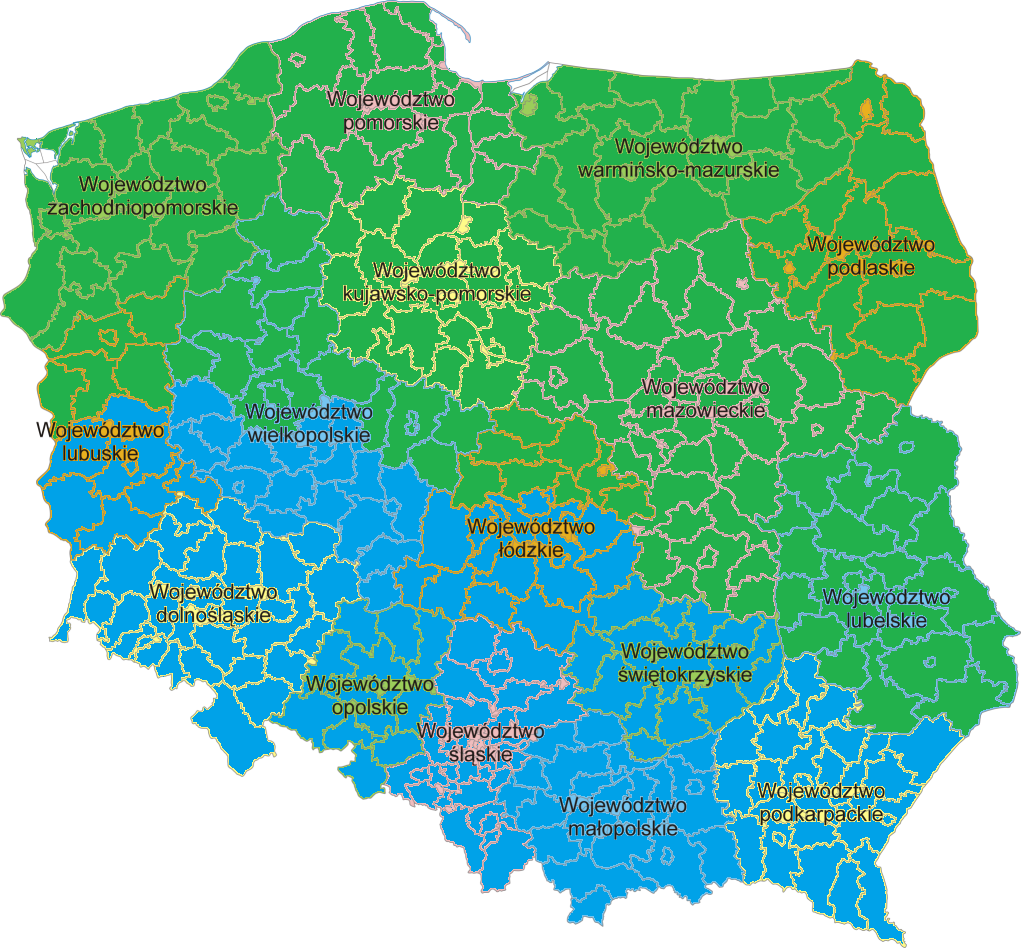 Województwo
pomorskie
Województwo
warmińsko-mazurskie
Województwo
zachodniopomorskie
Województwo
podlaskie
Województwo
kujawsko-pomorskie
Województwo
mazowieckie
Województwo
wielkopolskie
Województwo
lubuskie
Województwo
łódzkie
Województwo
dolnośląskie
Województwo
lubelskie
Województwo
świętokrzyskie
Województwo
opolskie
Województwo
śląskie
Województwo
podkarpackie
Województwo
małopolskie